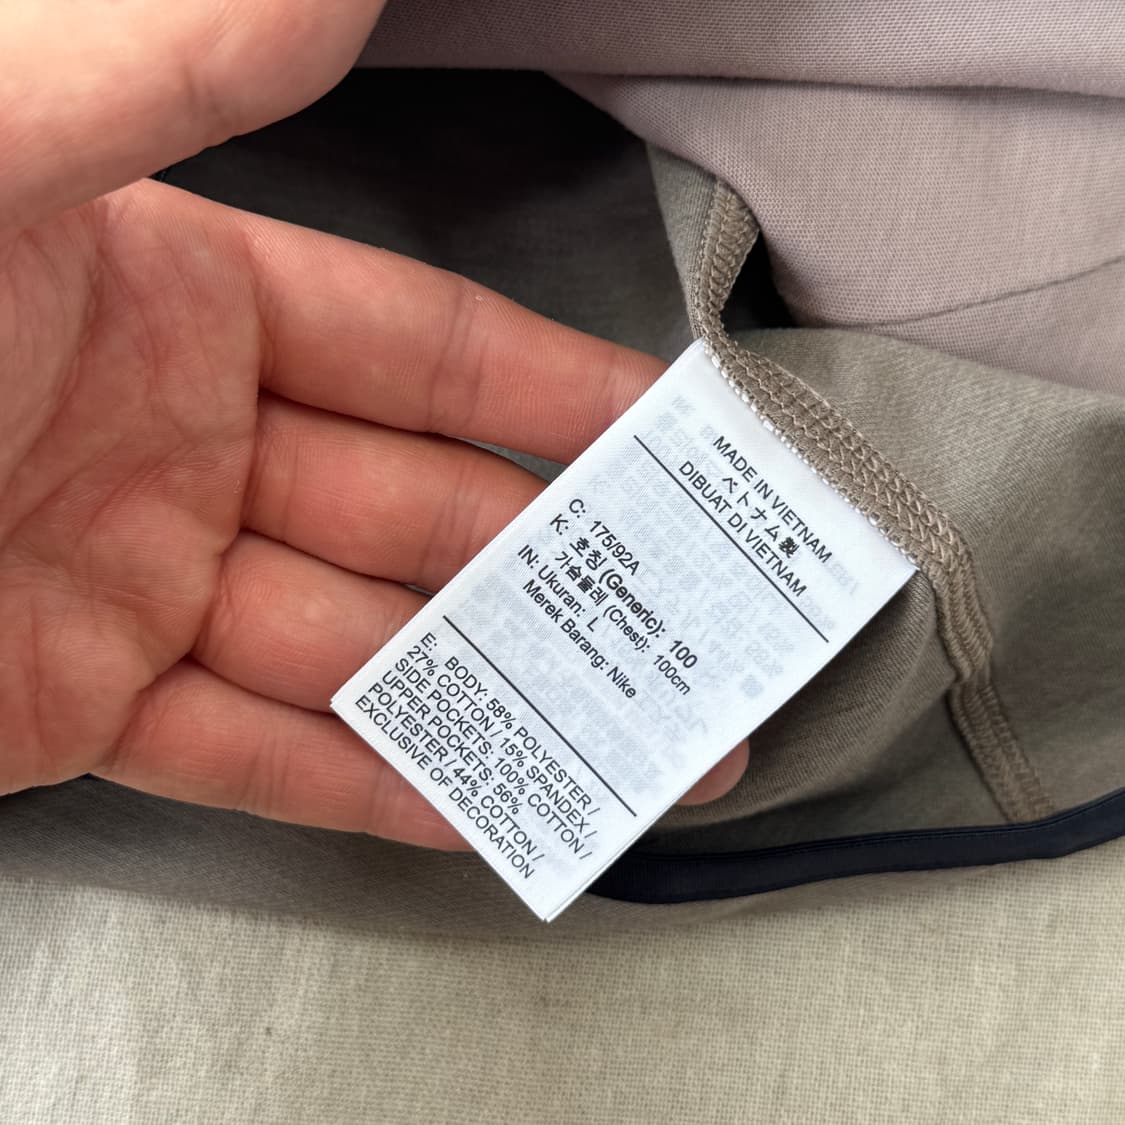 MADE IN VIETNAM
ベトナム製
DIBUAT DI VIETNAM
C: 175/92A
K: 호칭(Generic): 100
가슴둘레 (Chest): 100cm
IN: Ukuran: L
Merek Barang: Nike
E: BODY: 58% POLYESTER /
27% COTTON / 15% SPANDEX /
SIDE POCKETS: 100% COTTON /
UPPER POCKETS: 56%
POLYESTER / 44% COTTON /
EXCLUSIVE OF DECORATION